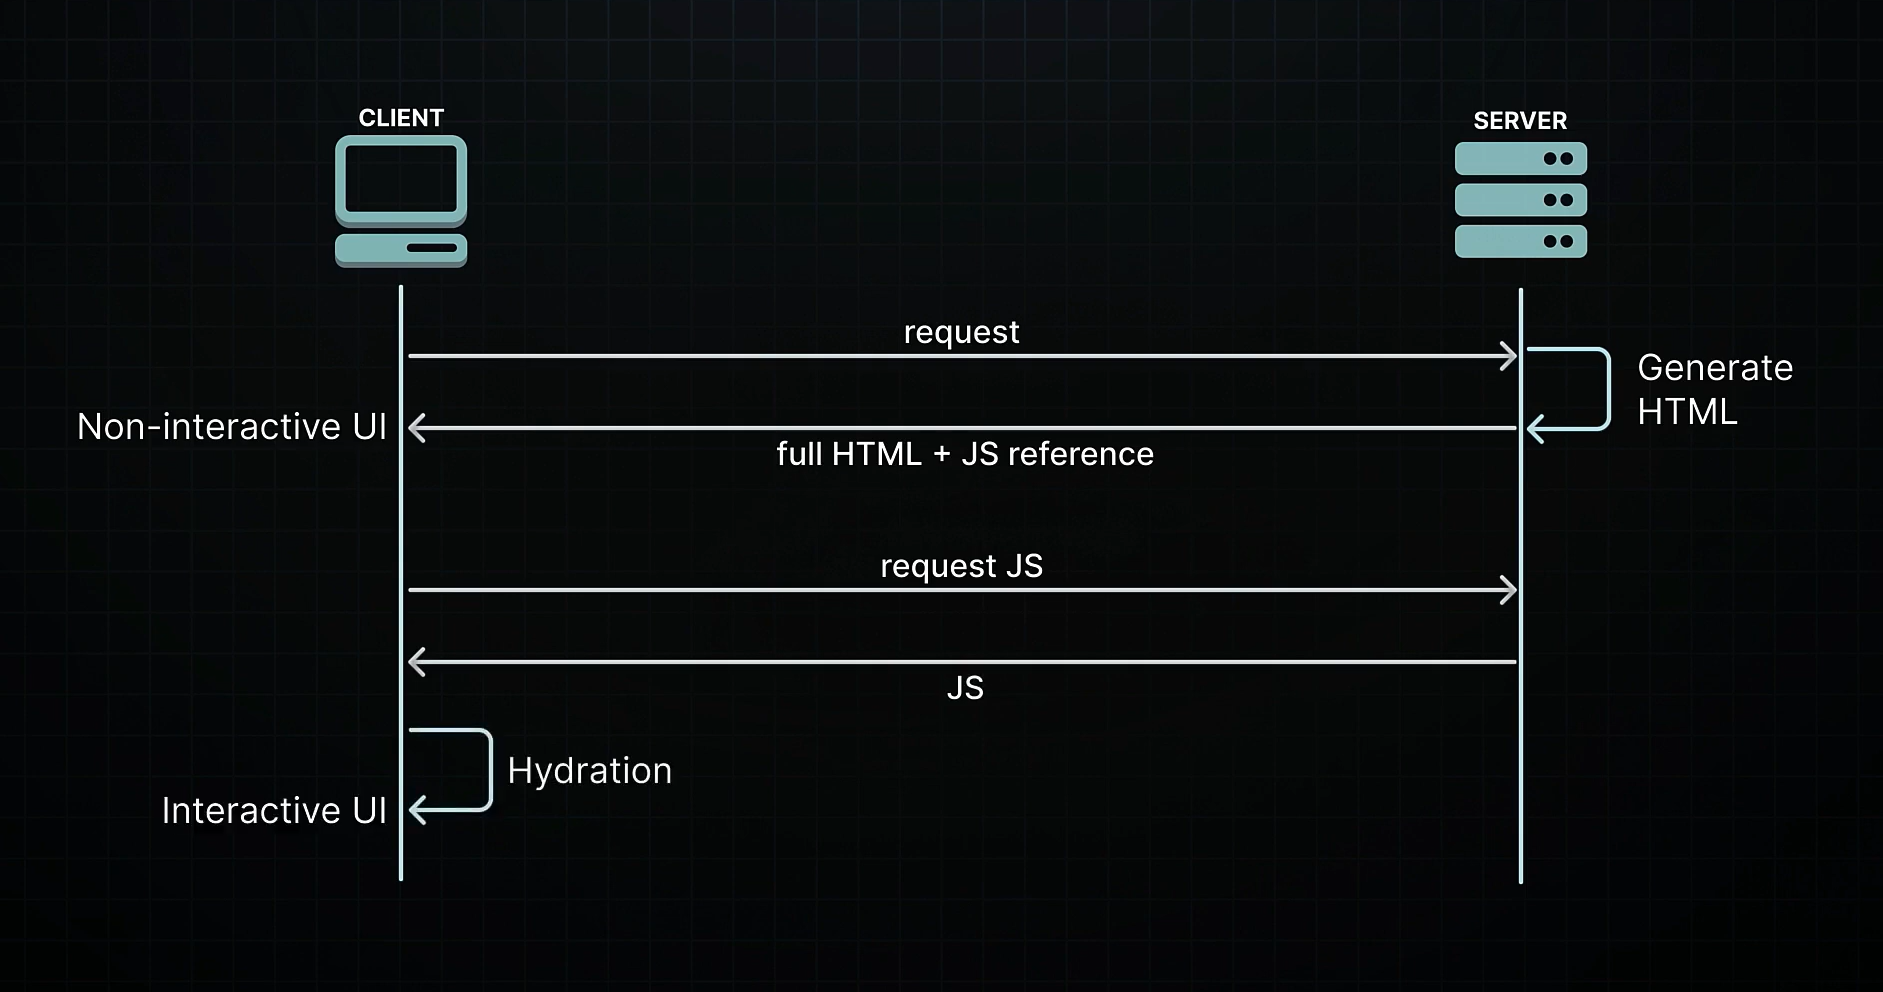 CLIENT
SERVER
request
Generate
HTML
Non-interactive UI
full HTML + JS reference
request JS
JS
Hydration
Interactive UI